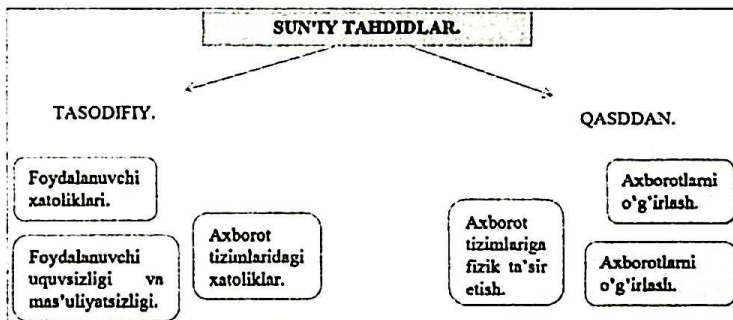 SUN'IY TAHDIDLAR.
TASODIFIY.
QASDDAN.
Foydalanuvchi
xatoliklari.
Foydalanuvchi
uquvsizligi va
mas'uliyatsizligi.
Axborot
tizimlaridagi
xatoliklar.
Axborot
tizimlariga
fizik ta'sir
etish.
Axborotlarni
o'g'irlash.
Axborotlarni
o'g'irlash.